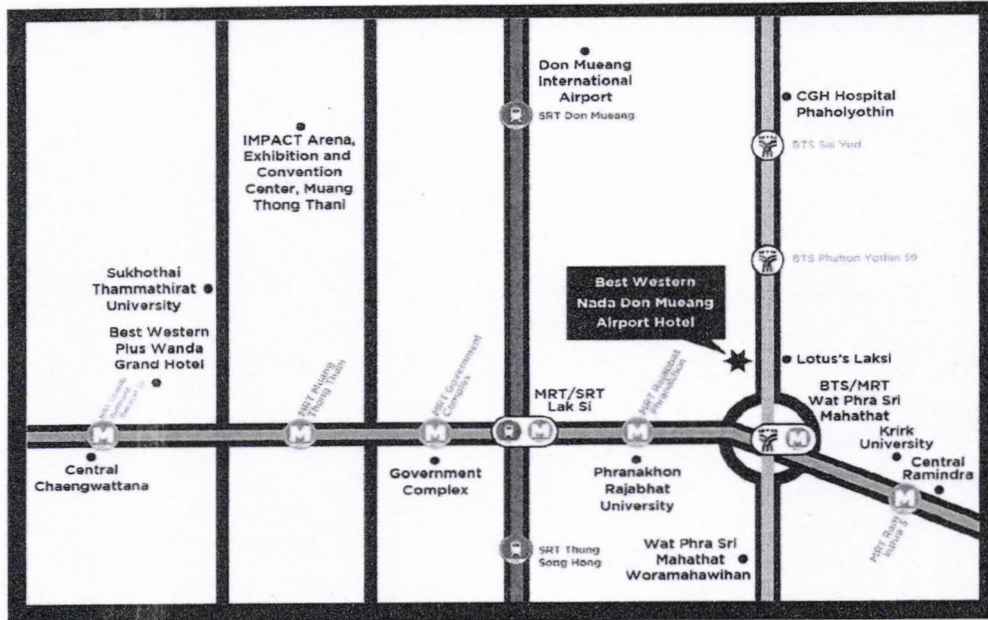 Don Mueang
International
Airport
SRT Don Mueang
CGH Hospital
Phaholyothin
BTS Sai Yud
IMPACT Arena,
Exhibition and
Convention
Center, Muang
Thong Thani
BTS Phahon Yothin 59
Sukhothai
Thammathirat
University
Best Western
Nada Don Mueang
Airport Hotel
Best Western
Plus Wanda
Grand Hotel
Lotus's Laksi
MRT Muang
Thong Thani
MRT Government
Complex
MRT/SRT
Lak Si
MRT Rajabhat
Phranakhon
BTS/MRT
Wat Phra Sri
Mahathat
Krirk
University
Central
Ramindra
Central
Chaengwattana
Government
Complex
Phranakhon
Rajabhat
University
MRT Ram
Inthra 3
SRT Thung
Song Hong
Wat Phra Sri
Mahathat
Woramahawihan